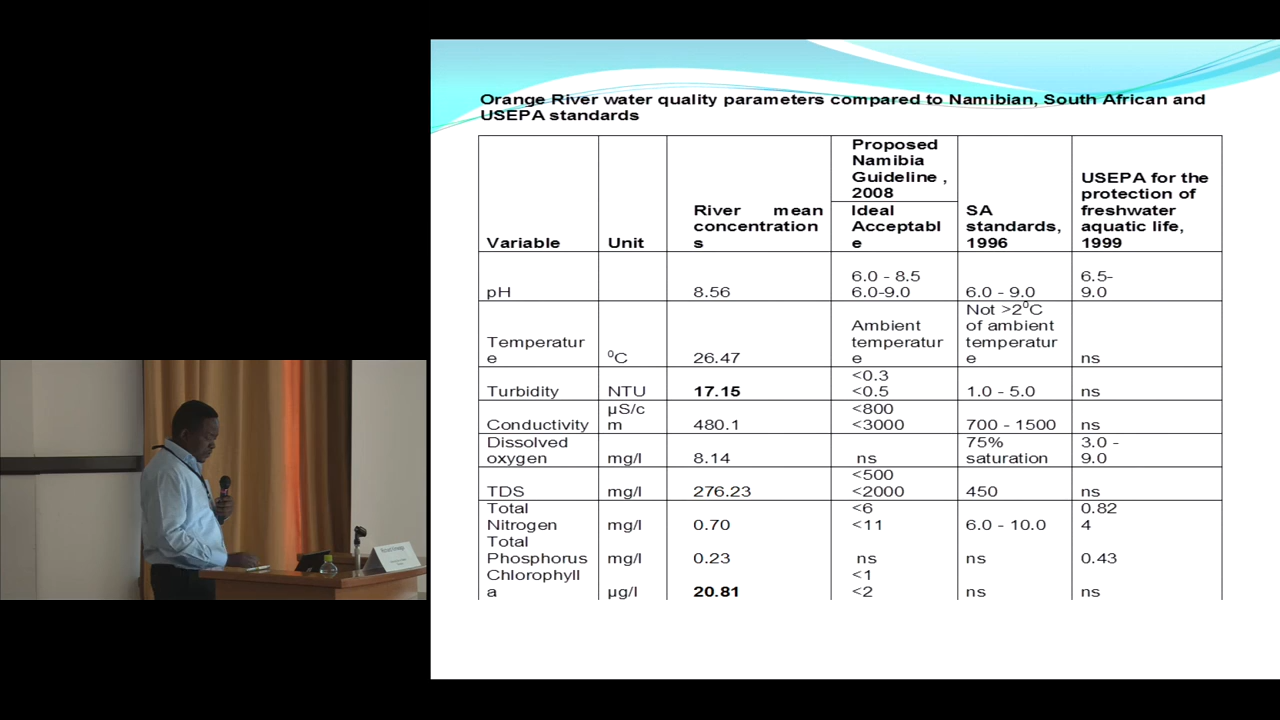 Orange River water quality parameters compared to Namibian, South African and
USEPA standards
Variable
Unit
River mean
concentration
s
Proposed
Namibia
Guideline ,
2008
Ideal
Acceptabl
e
SA
standards,
1996
USEPA for the
protection of
freshwater
aquatic life,
1999
pH
8.56
6.0 - 8.5
6.0-9.0
6.0 - 9.0
6.5-
9.0
Temperatur
e
⁰C
26.47
Ambient
temperatur
e
Not >2⁰C
of ambient
temperatur
e
ns
Turbidity
NTU
17.15
<0.3
<0.5
1.0 - 5.0
ns
Conductivity
µS/c
m
480.1
<800
<3000
700 - 1500
ns
Dissolved
oxygen
mg/l
8.14
ns
75%
saturation
3.0 -
9.0
TDS
mg/l
276.23
<500
<2000
450
ns
Total
Nitrogen
mg/l
0.70
<6
<11
6.0 - 10.0
0.82
4
Total
Phosphorus
mg/l
0.23
ns
ns
0.43
Chlorophyll
a
µg/l
20.81
<1
<2
ns
ns